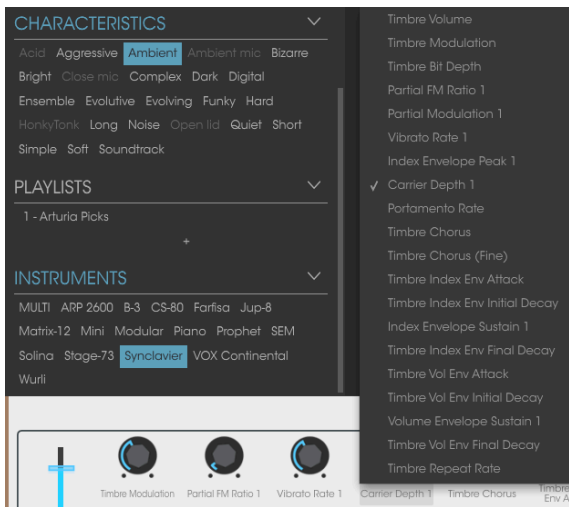 CHARACTERISTICS
Acid Aggressive Ambient Ambient mic Bizarre
Bright Close mic Complex Dark Digital
Ensemble Evolutive Evolving Funky Hard
HonkyTonk Long Noise Open lid Quiet Short
Simple Soft Soundtrack
PLAYLISTS
1 - Arturia Picks
+
INSTRUMENTS
MULTI ARP 2600 B-3 CS-80 Farfisa Jup-8
Matrix-12 Mini Modular Piano Prophet SEM
Solina Stage-73 Synclavier VOX Continental
Wurli
Timbre Volume
Timbre Modulation
Timbre Bit Depth
Partial FM Ratio 1
Partial Modulation 1
Vibrato Rate 1
Index Envelope Peak 1
✓ Carrier Depth 1
Portamento Rate
Timbre Chorus
Timbre Chorus (Fine)
Timbre Index Env Attack
Timbre Index Env Initial Decay
Index Envelope Sustain 1
Timbre Index Env Final Decay
Timbre Vol Env Attack
Timbre Vol Env Initial Decay
Volume Envelope Sustain 1
Timbre Vol Env Final Decay
Timbre Repeat Rate
Timbre Modulation Partial FM Ratio 1 Vibrato Rate 1 Carrier Depth 1 Timbre Chorus Timbre
Env A